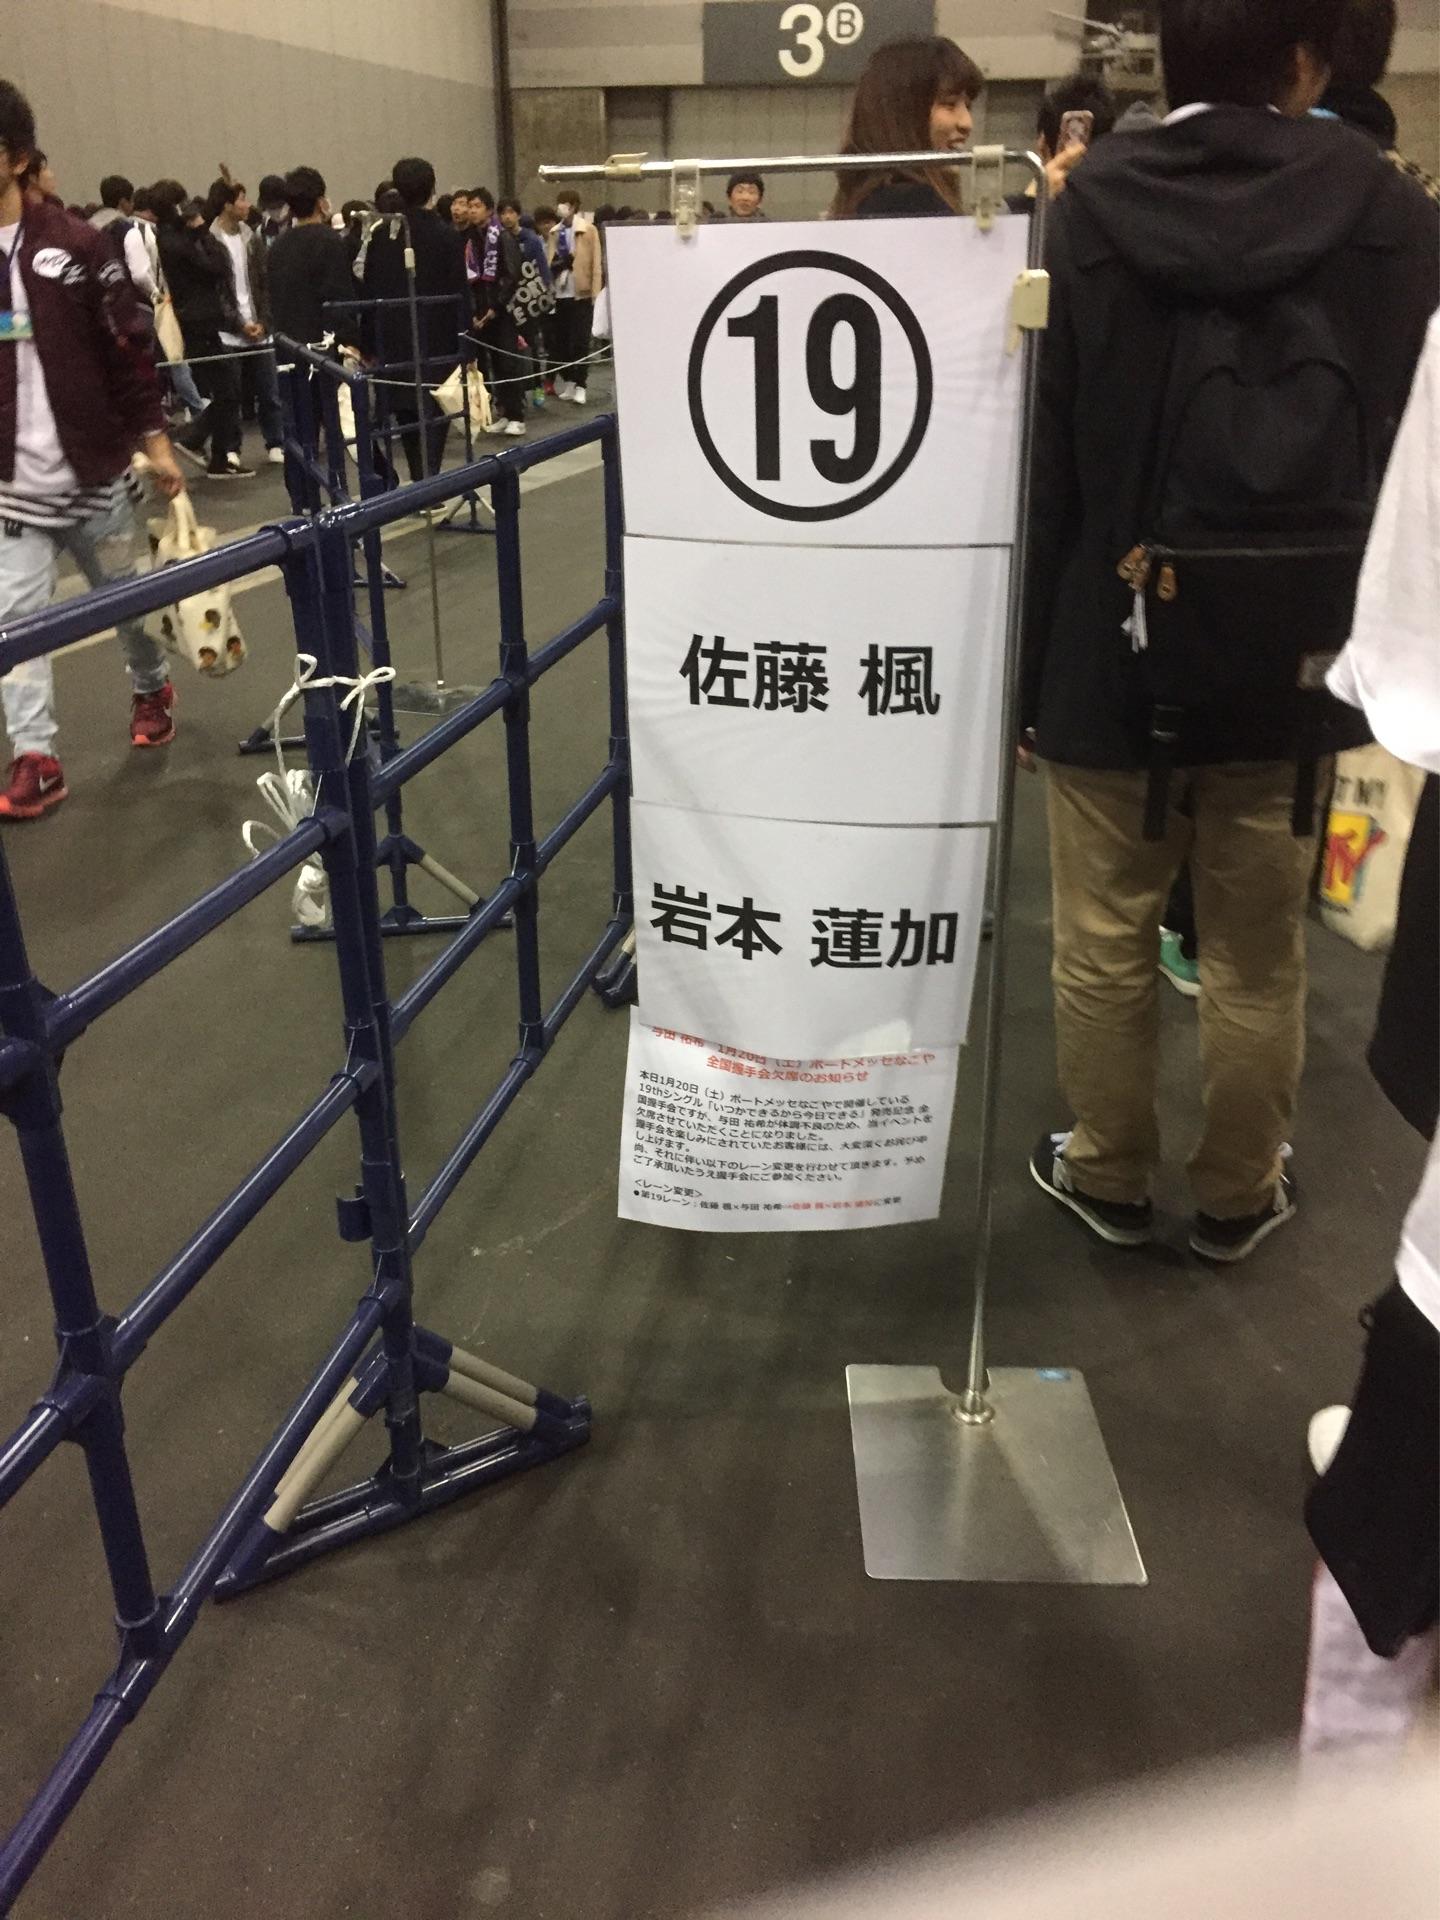 3B
19
佐藤 楓
岩本 蓮加
与田 祐希 1月20日（土）ポートメッセなごや
全国握手会欠席のお知らせ
本日1月20日（土）ポートメッセなごやで開催している
19thシングル「いつかできるから今日できる」発売記念 全
国握手会ですが、与田 祐希が体調不良のため、当イベントを
欠席させていただくことになりました。
握手会を楽しみにされていたお客様には、大変深くお詫び申
し上げます。
尚、それに伴い以下のレーン変更を行わせて頂きます。予め
ご了承頂いたうえ握手会にご参加ください。
＜レーン変更＞
●第19レーン：佐藤 楓×与田 祐希→佐藤 楓×岩本 蓮加に変更